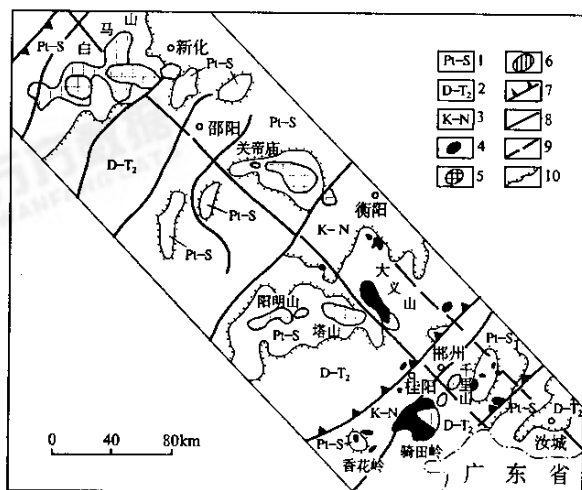 Pt-S
白
马
山
新化
Pt-S
邵阳
Pt-S
D-T₂
关帝庙
Pt-S
Pt-S
衡阳
K-N
大
义
山
阳明山
塔山
Pt-S
D-T₂
郴州
千
里
山
Pt-S
桂阳
K-N
D-T₂
Pt-S
D-T₂
汝城
Pt-S
香花岭
骑田岭
广东省
Pt-S 1
D-T₂ 2
K-N 3
4
5
6
7
8
9
10
0 40 80km